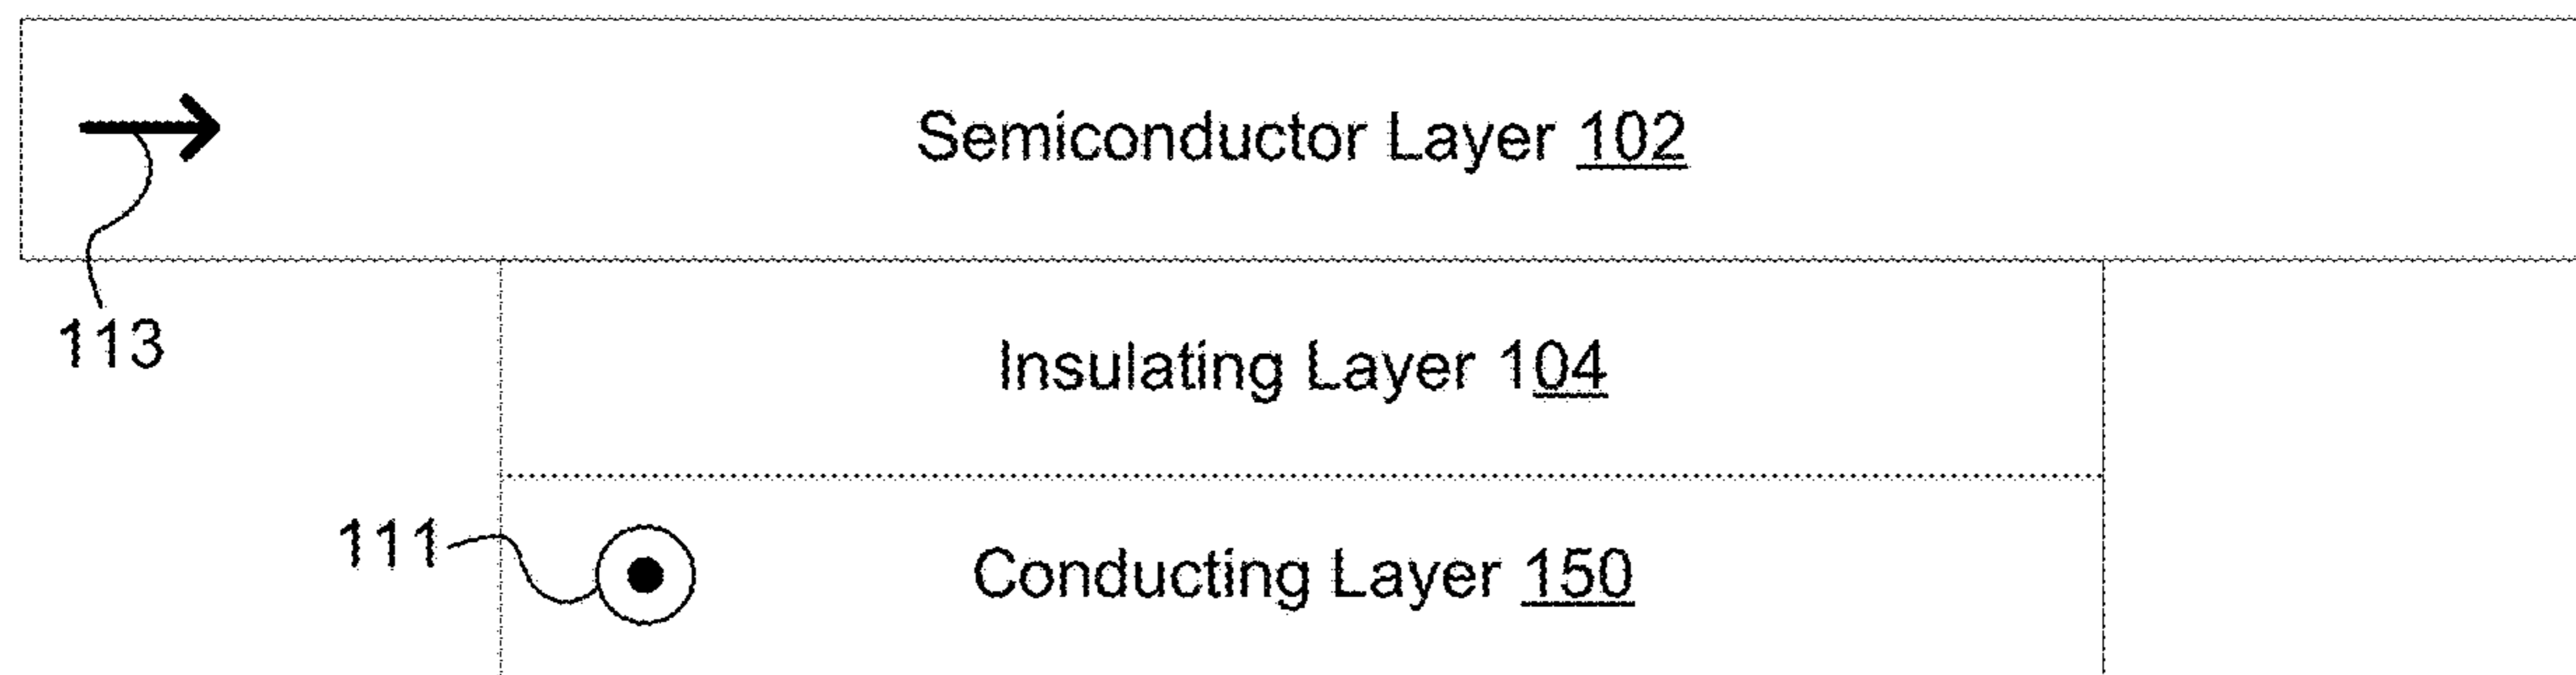 Semiconductor Layer 102
113
Insulating Layer 104
111
Conducting Layer 150